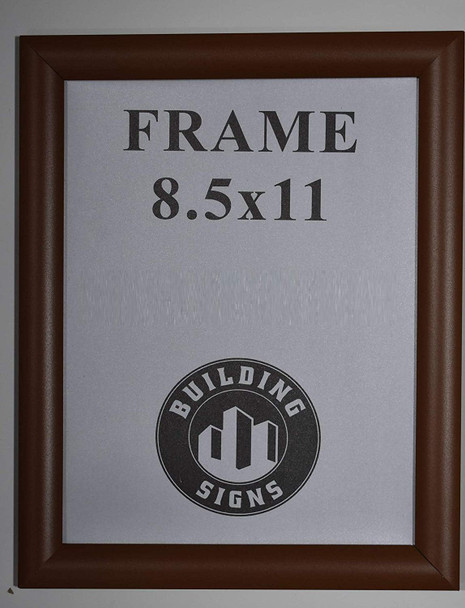 FRAME
8.5x11
BUILDING
SIGNS